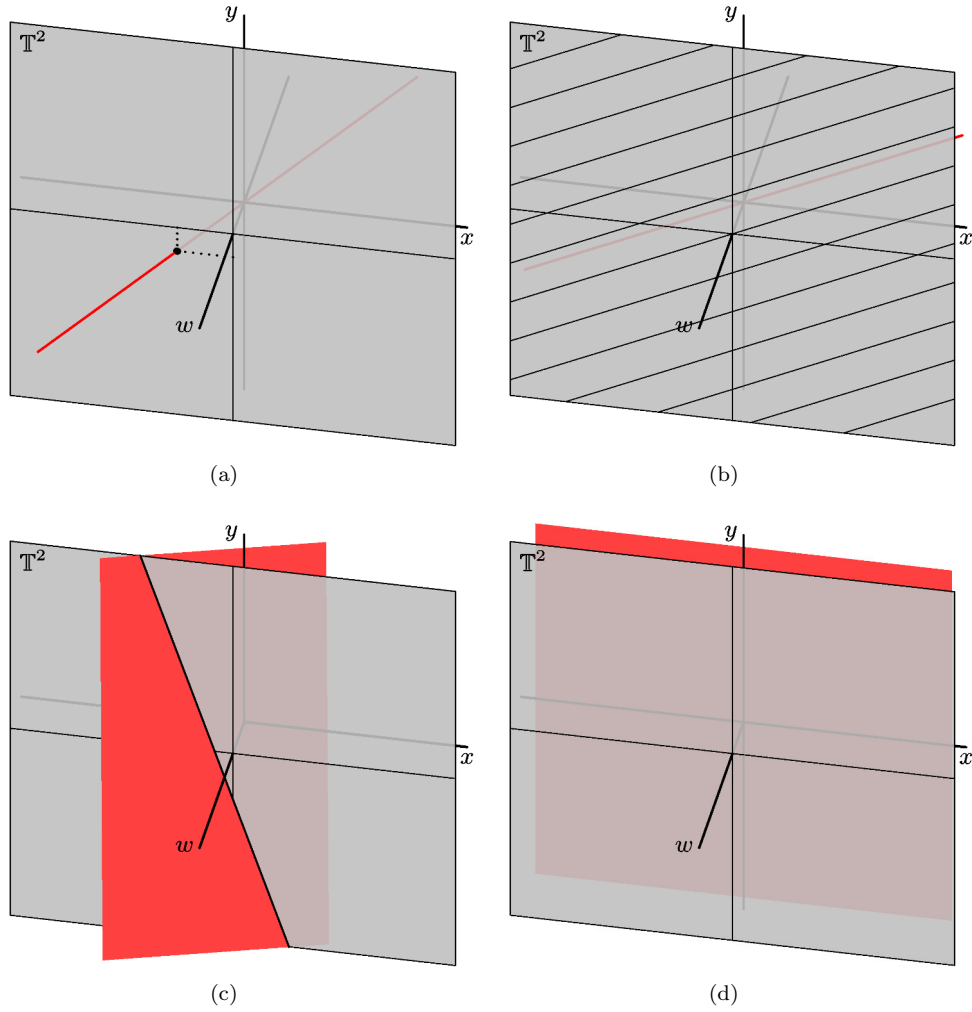 𝕋² y 𝕋² y
x x
w w
(a) (b)
𝕋² y 𝕋² y
x x
w w
(c) (d)